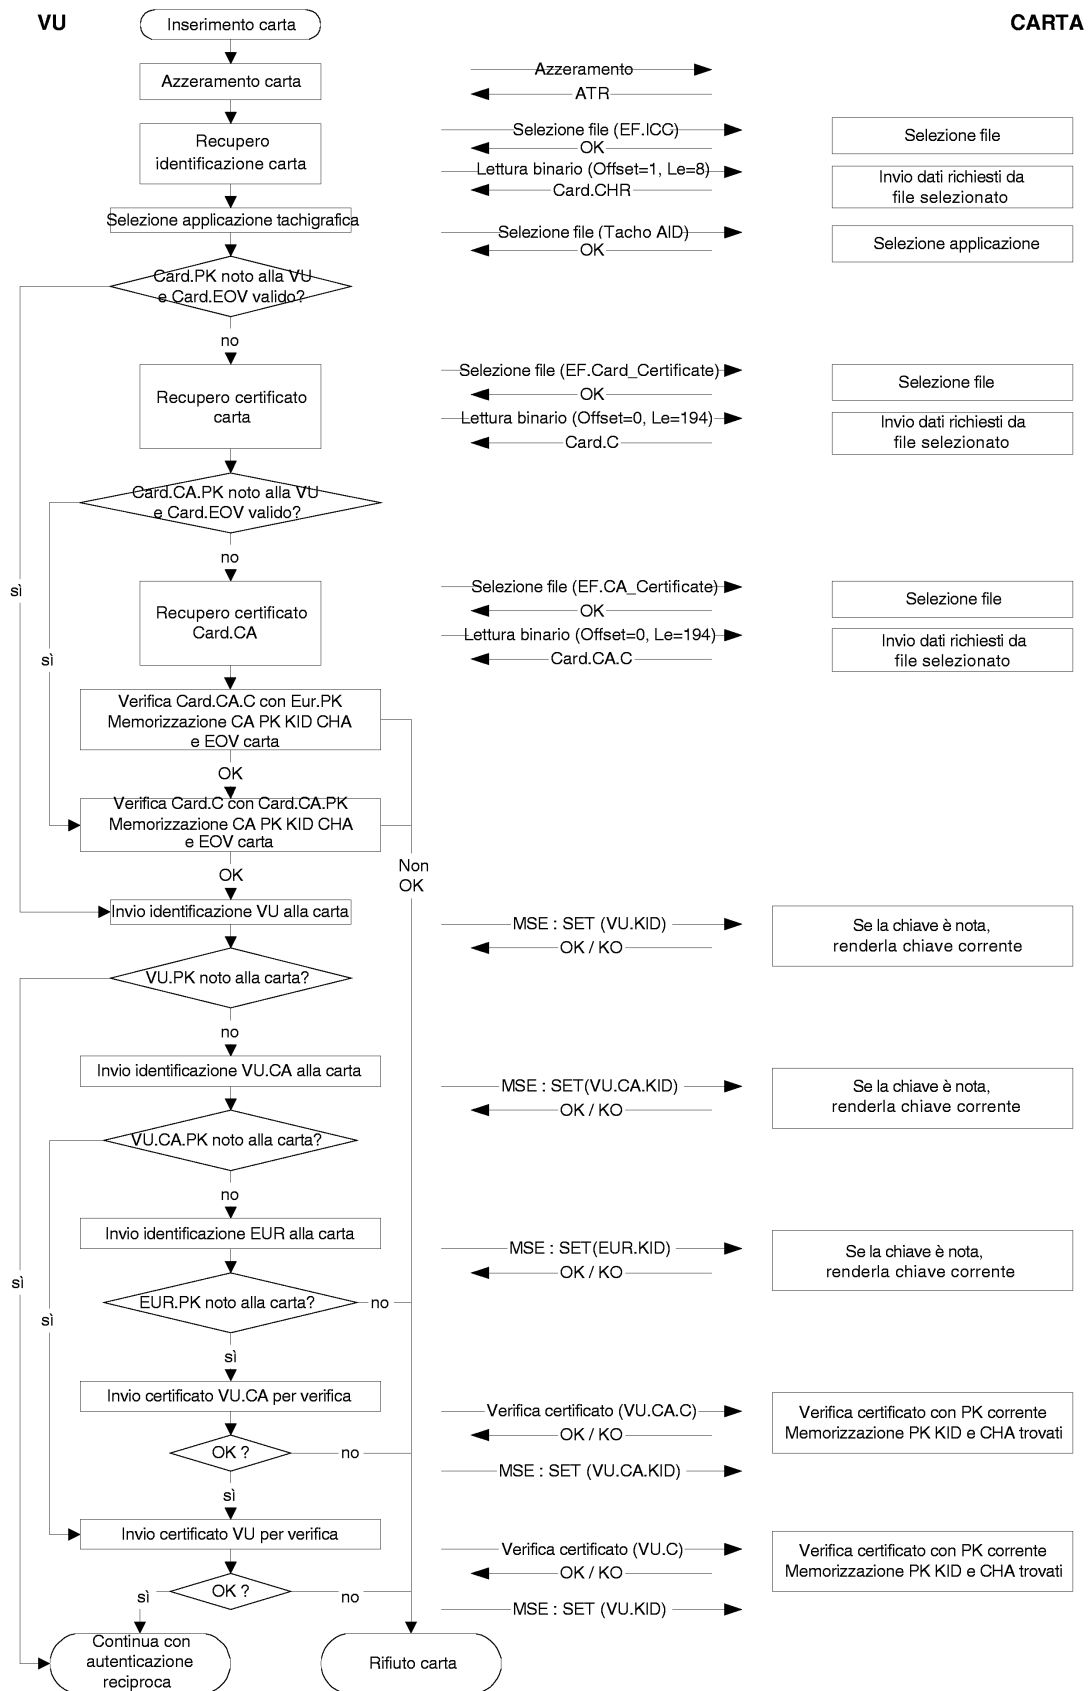 VU
CARTA
Inserimento carta
Azzeramento carta
Azzeramento
ATR
Recupero
identificazione carta
Selezione file (EF.ICC)
OK
Selezione file
Lettura binario (Offset=1, Le=8)
Card.CHR
Invio dati richiesti da
file selezionato
Selezione applicazione tachigrafica
Selezione file (Tacho AID)
OK
Selezione applicazione
Card.PK noto alla VU
e Card.EOV valido?
no
Recupero certificato
carta
Selezione file (EF.Card_Certificate)
OK
Selezione file
Lettura binario (Offset=0, Le=194)
Card.C
Invio dati richiesti da
file selezionato
Card.CA.PK noto alla VU
e Card.EOV valido?
no
sì
Recupero certificato
Card.CA
Selezione file (EF.CA_Certificate)
OK
Selezione file
Lettura binario (Offset=0, Le=194)
Card.CA.C
Invio dati richiesti da
file selezionato
sì
Verifica Card.CA.C con Eur.PK
Memorizzazione CA PK KID CHA
e EOV carta
OK
Verifica Card.C con Card.CA.PK
Memorizzazione CA PK KID CHA
e EOV carta
Non
OK
OK
Invio identificazione VU alla carta
MSE : SET (VU.KID)
OK / KO
Se la chiave è nota,
renderla chiave corrente
VU.PK noto alla carta?
no
Invio identificazione VU.CA alla carta
MSE : SET(VU.CA.KID)
OK / KO
Se la chiave è nota,
renderla chiave corrente
VU.CA.PK noto alla carta?
no
Invio identificazione EUR alla carta
MSE : SET(EUR.KID)
OK / KO
Se la chiave è nota,
renderla chiave corrente
sì
EUR.PK noto alla carta?
no
sì
sì
Invio certificato VU.CA per verifica
Verifica certificato (VU.CA.C)
OK / KO
Verifica certificato con PK corrente
Memorizzazione PK KID e CHA trovati
OK ?
no
MSE : SET (VU.CA.KID)
sì
Invio certificato VU per verifica
Verifica certificato (VU.C)
OK / KO
Verifica certificato con PK corrente
Memorizzazione PK KID e CHA trovati
OK ?
sì
no
MSE : SET (VU.KID)
Continua con
autenticazione
reciproca
Rifiuto carta